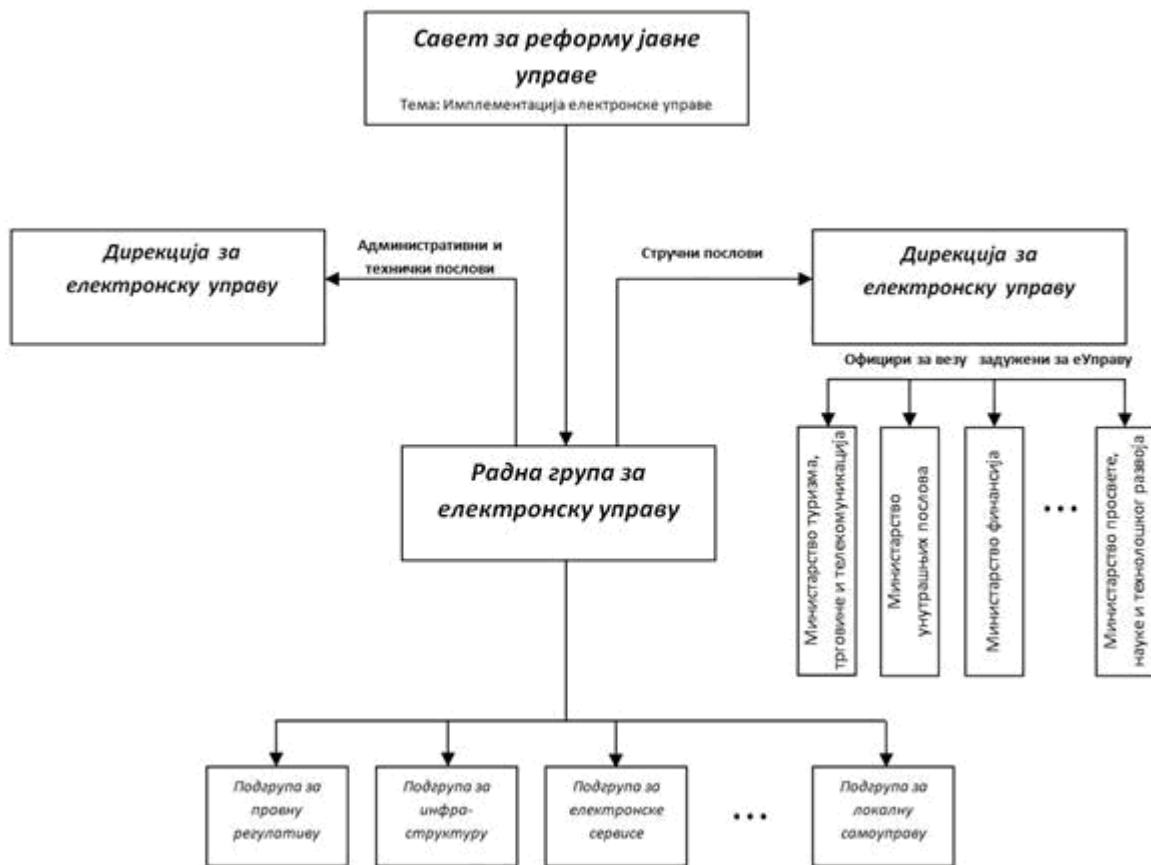 Савет за реформу јавне
управе
Тема: Имплементација електронске управе
Дирекција за
електронску управу
Административни и
технички послови
Стручни послови
Дирекција за
електронску управу
Официри за везу задужени за еУправу
Радна група за
електронску управу
Министарство туризма,
трговине и телекомуникација
Министарство
унутрашњих послова
Министарство финансија
...
Министарство просвете,
науке и технолошког развоја
Подгрупа за
правну
регулативу
Подгрупа за
инфра-
структуру
Подгрупа за
електронске
сервисе
...
Подгрупа за
локалну
самоуправу